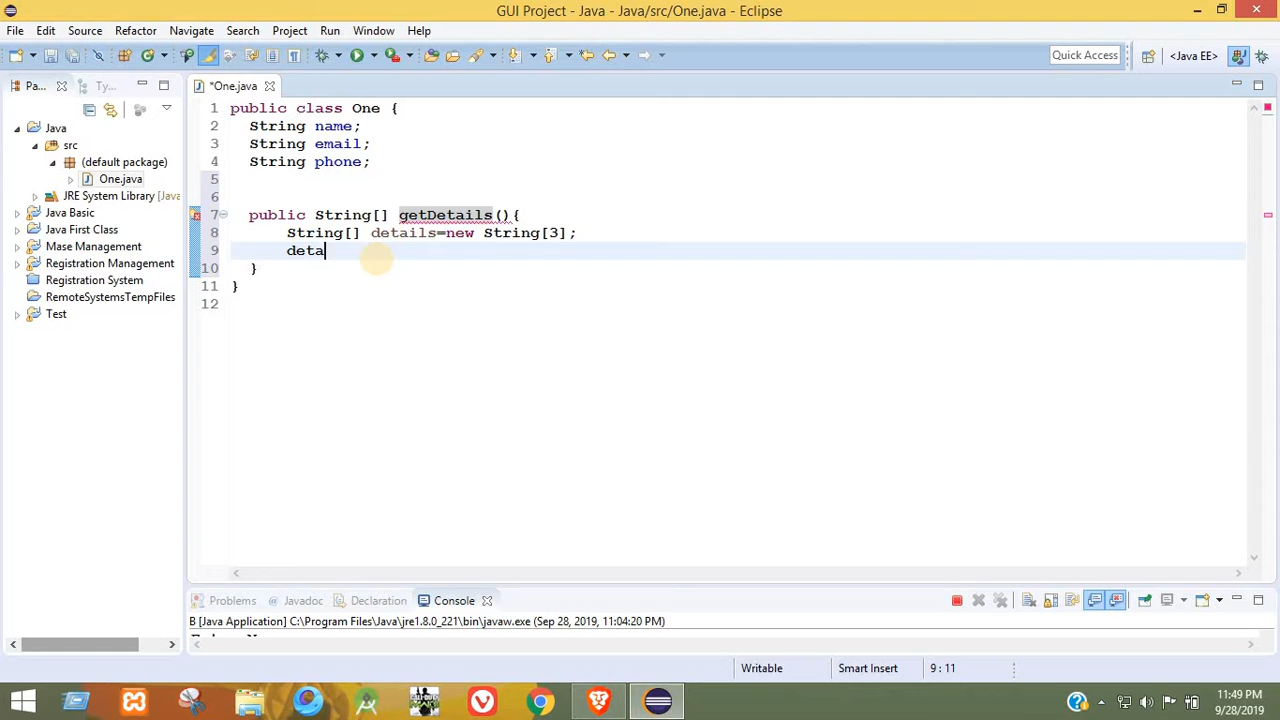 GUI Project - Java - Java/src/One.java - Eclipse
File Edit Source Refactor Navigate Search Project Run Window Help
Quick Access
<Java EE>
Pa...
Ty...
*One.java
Java
src
(default package)
One.java
JRE System Library [Java
Java Basic
Java First Class
Mase Management
Registration Management
Registration System
RemoteSystemsTempFiles
Test
1 public class One {
2 String name;
3 String email;
4 String phone;
5
6
7 public String[] getDetails(){
8 String[] details=new String[3];
9 deta
10 }
11 }
12
Problems @ Javadoc Declaration Console
B [Java Application] C:\Program Files\Java\jre1.8.0_221\bin\javaw.exe (Sep 28, 2019, 11:04:20 PM)
Writable Smart Insert 9 : 11
11:49 PM
9/28/2019